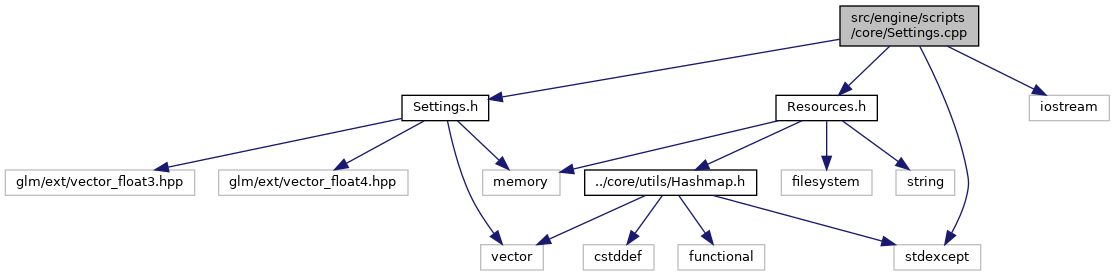 src/engine/scripts
/core/Settings.cpp
Settings.h
Resources.h
iostream
glm/ext/vector_float3.hpp
glm/ext/vector_float4.hpp
memory
../core/utils/Hashmap.h
filesystem
string
vector
cstddef
functional
stdexcept